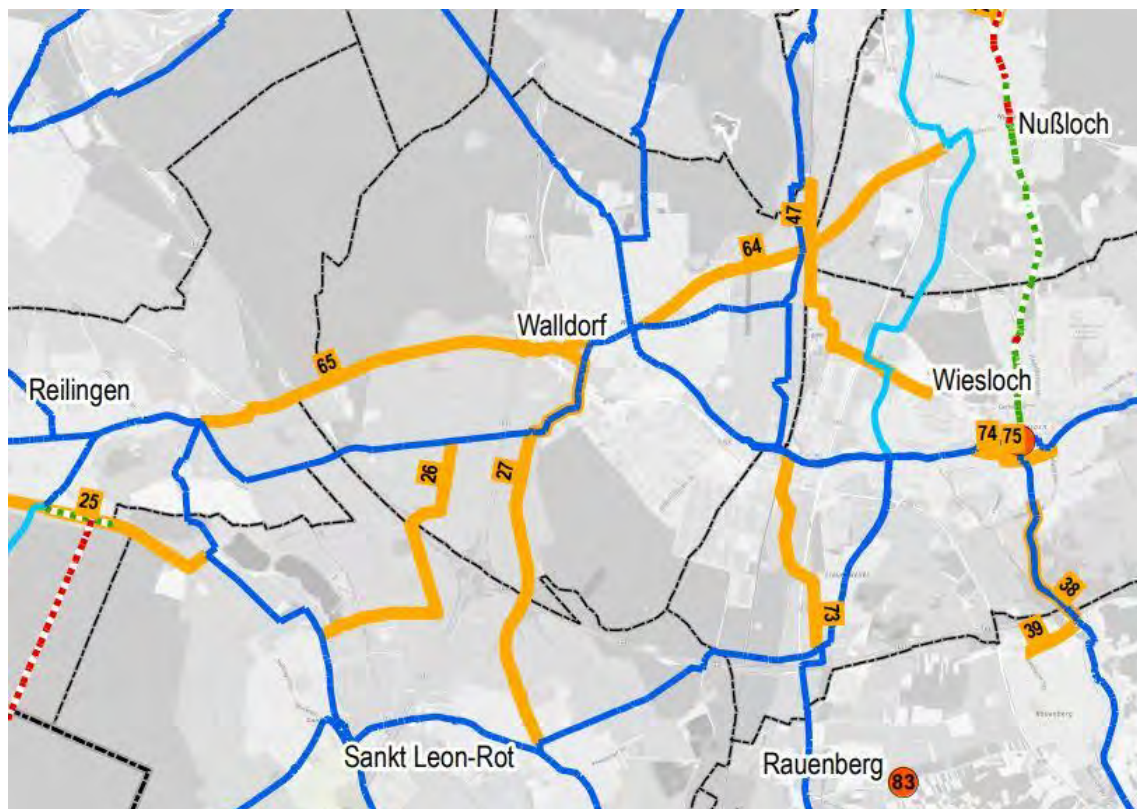 Nußloch
47
64
Walldorf
65
Wiesloch
Reilingen
74
75
26
27
25
38
73
39
Sankt Leon-Rot
Rauenberg
83